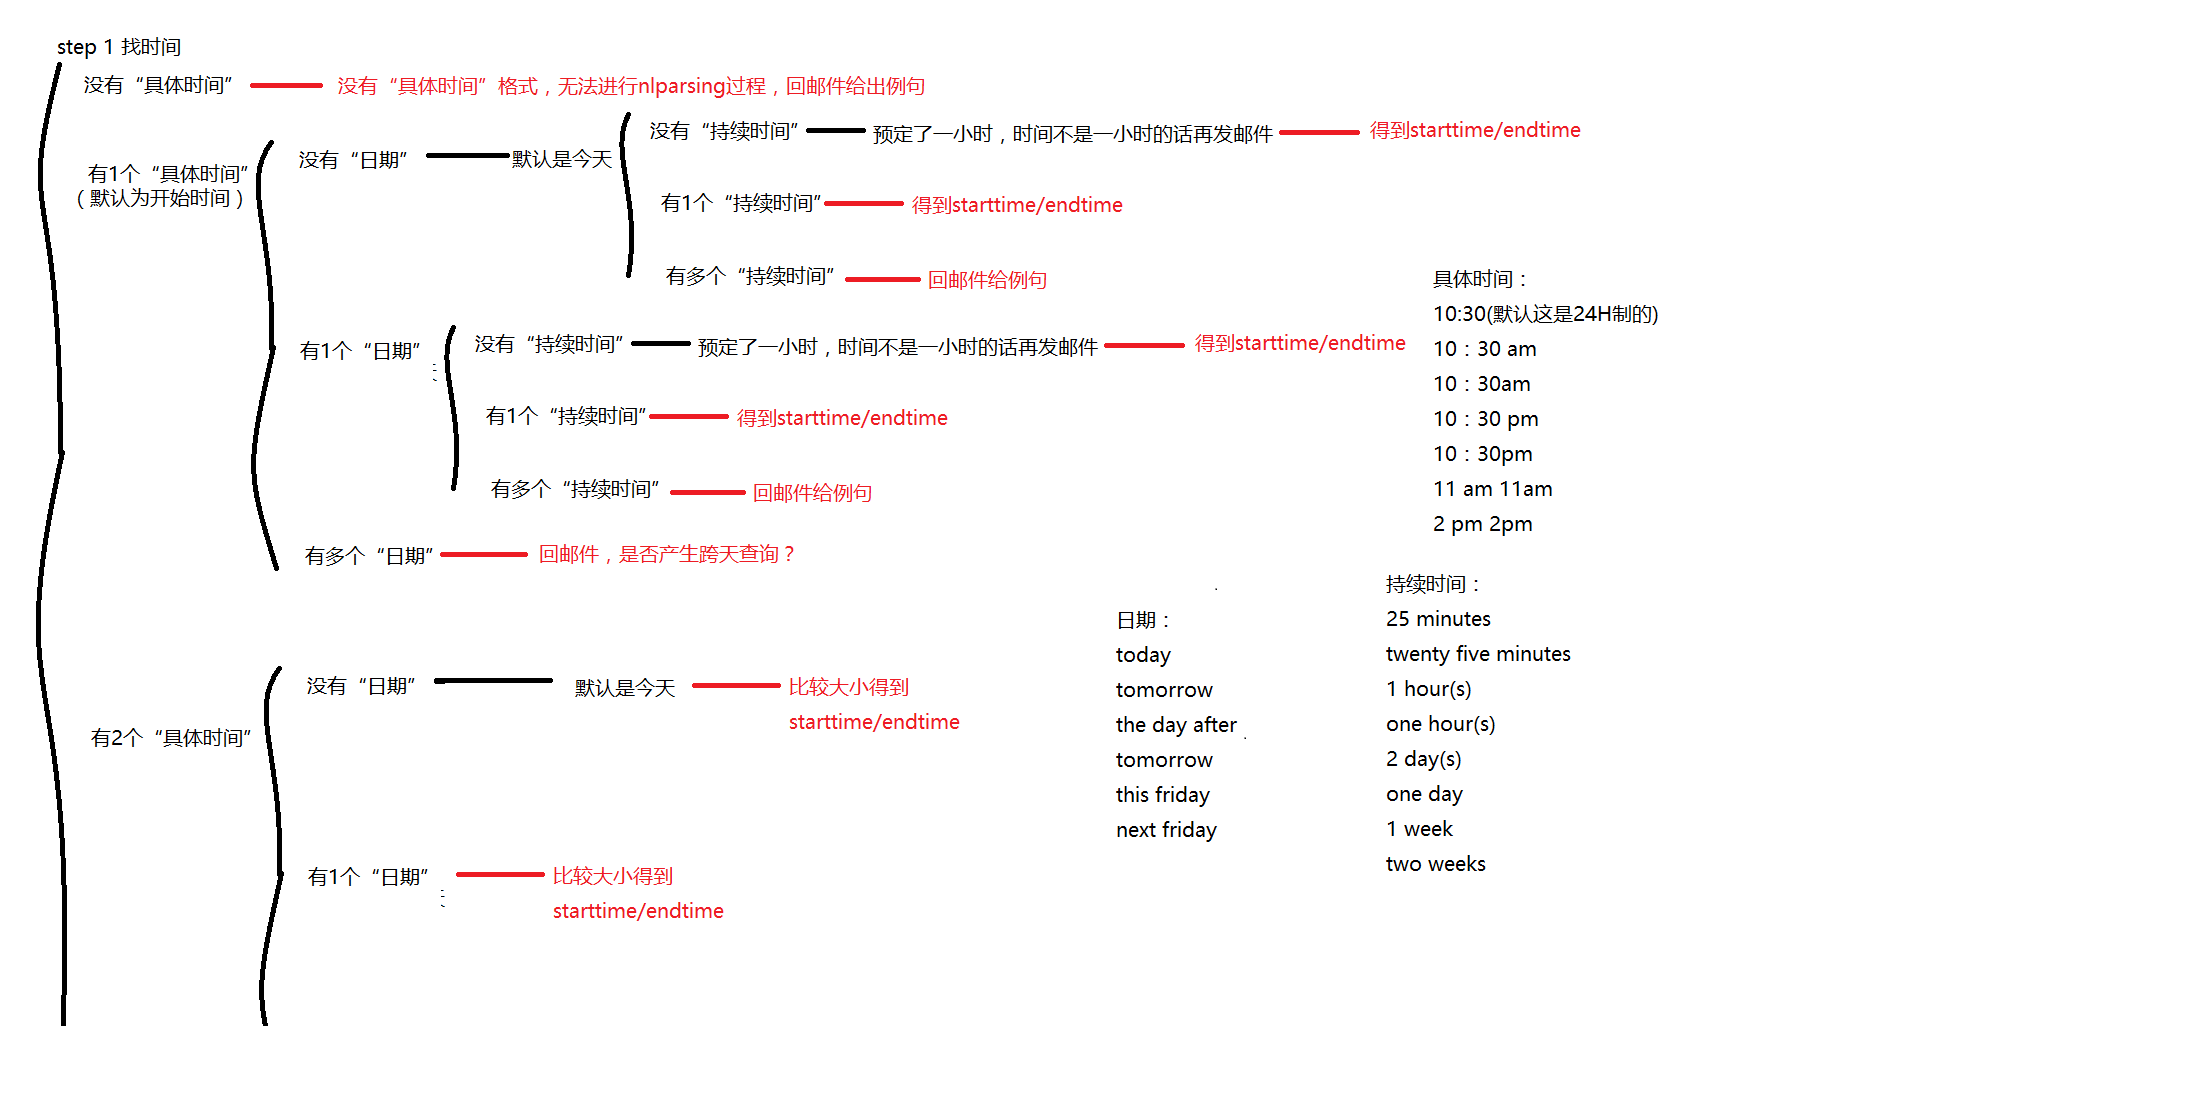 step 1 找时间
没有“具体时间”
没有“具体时间”格式，无法进行nlparsing过程，回邮件给出例句
有1个“具体时间”
（默认为开始时间）
没有“日期”
默认是今天
没有“持续时间”
预定了一小时，时间不是一小时的话再发邮件
得到starttime/endtime
有1个“持续时间”
得到starttime/endtime
有多个“持续时间”
回邮件给例句
有1个“日期”
没有“持续时间”
预定了一小时，时间不是一小时的话再发邮件
得到starttime/endtime
有1个“持续时间”
得到starttime/endtime
有多个“持续时间”
回邮件给例句
有多个“日期”
回邮件，是否产生跨天查询？
有2个“具体时间”
没有“日期”
默认是今天
比较大小得到
starttime/endtime
有1个“日期”
比较大小得到
starttime/endtime
具体时间：
10:30(默认这是24H制的)
10：30 am
10：30am
10：30 pm
10：30pm
11 am 11am
2 pm 2pm
日期：
today
tomorrow
the day after
tomorrow
this friday
next friday
持续时间：
25 minutes
twenty five minutes
1 hour(s)
one hour(s)
2 day(s)
one day
1 week
two weeks